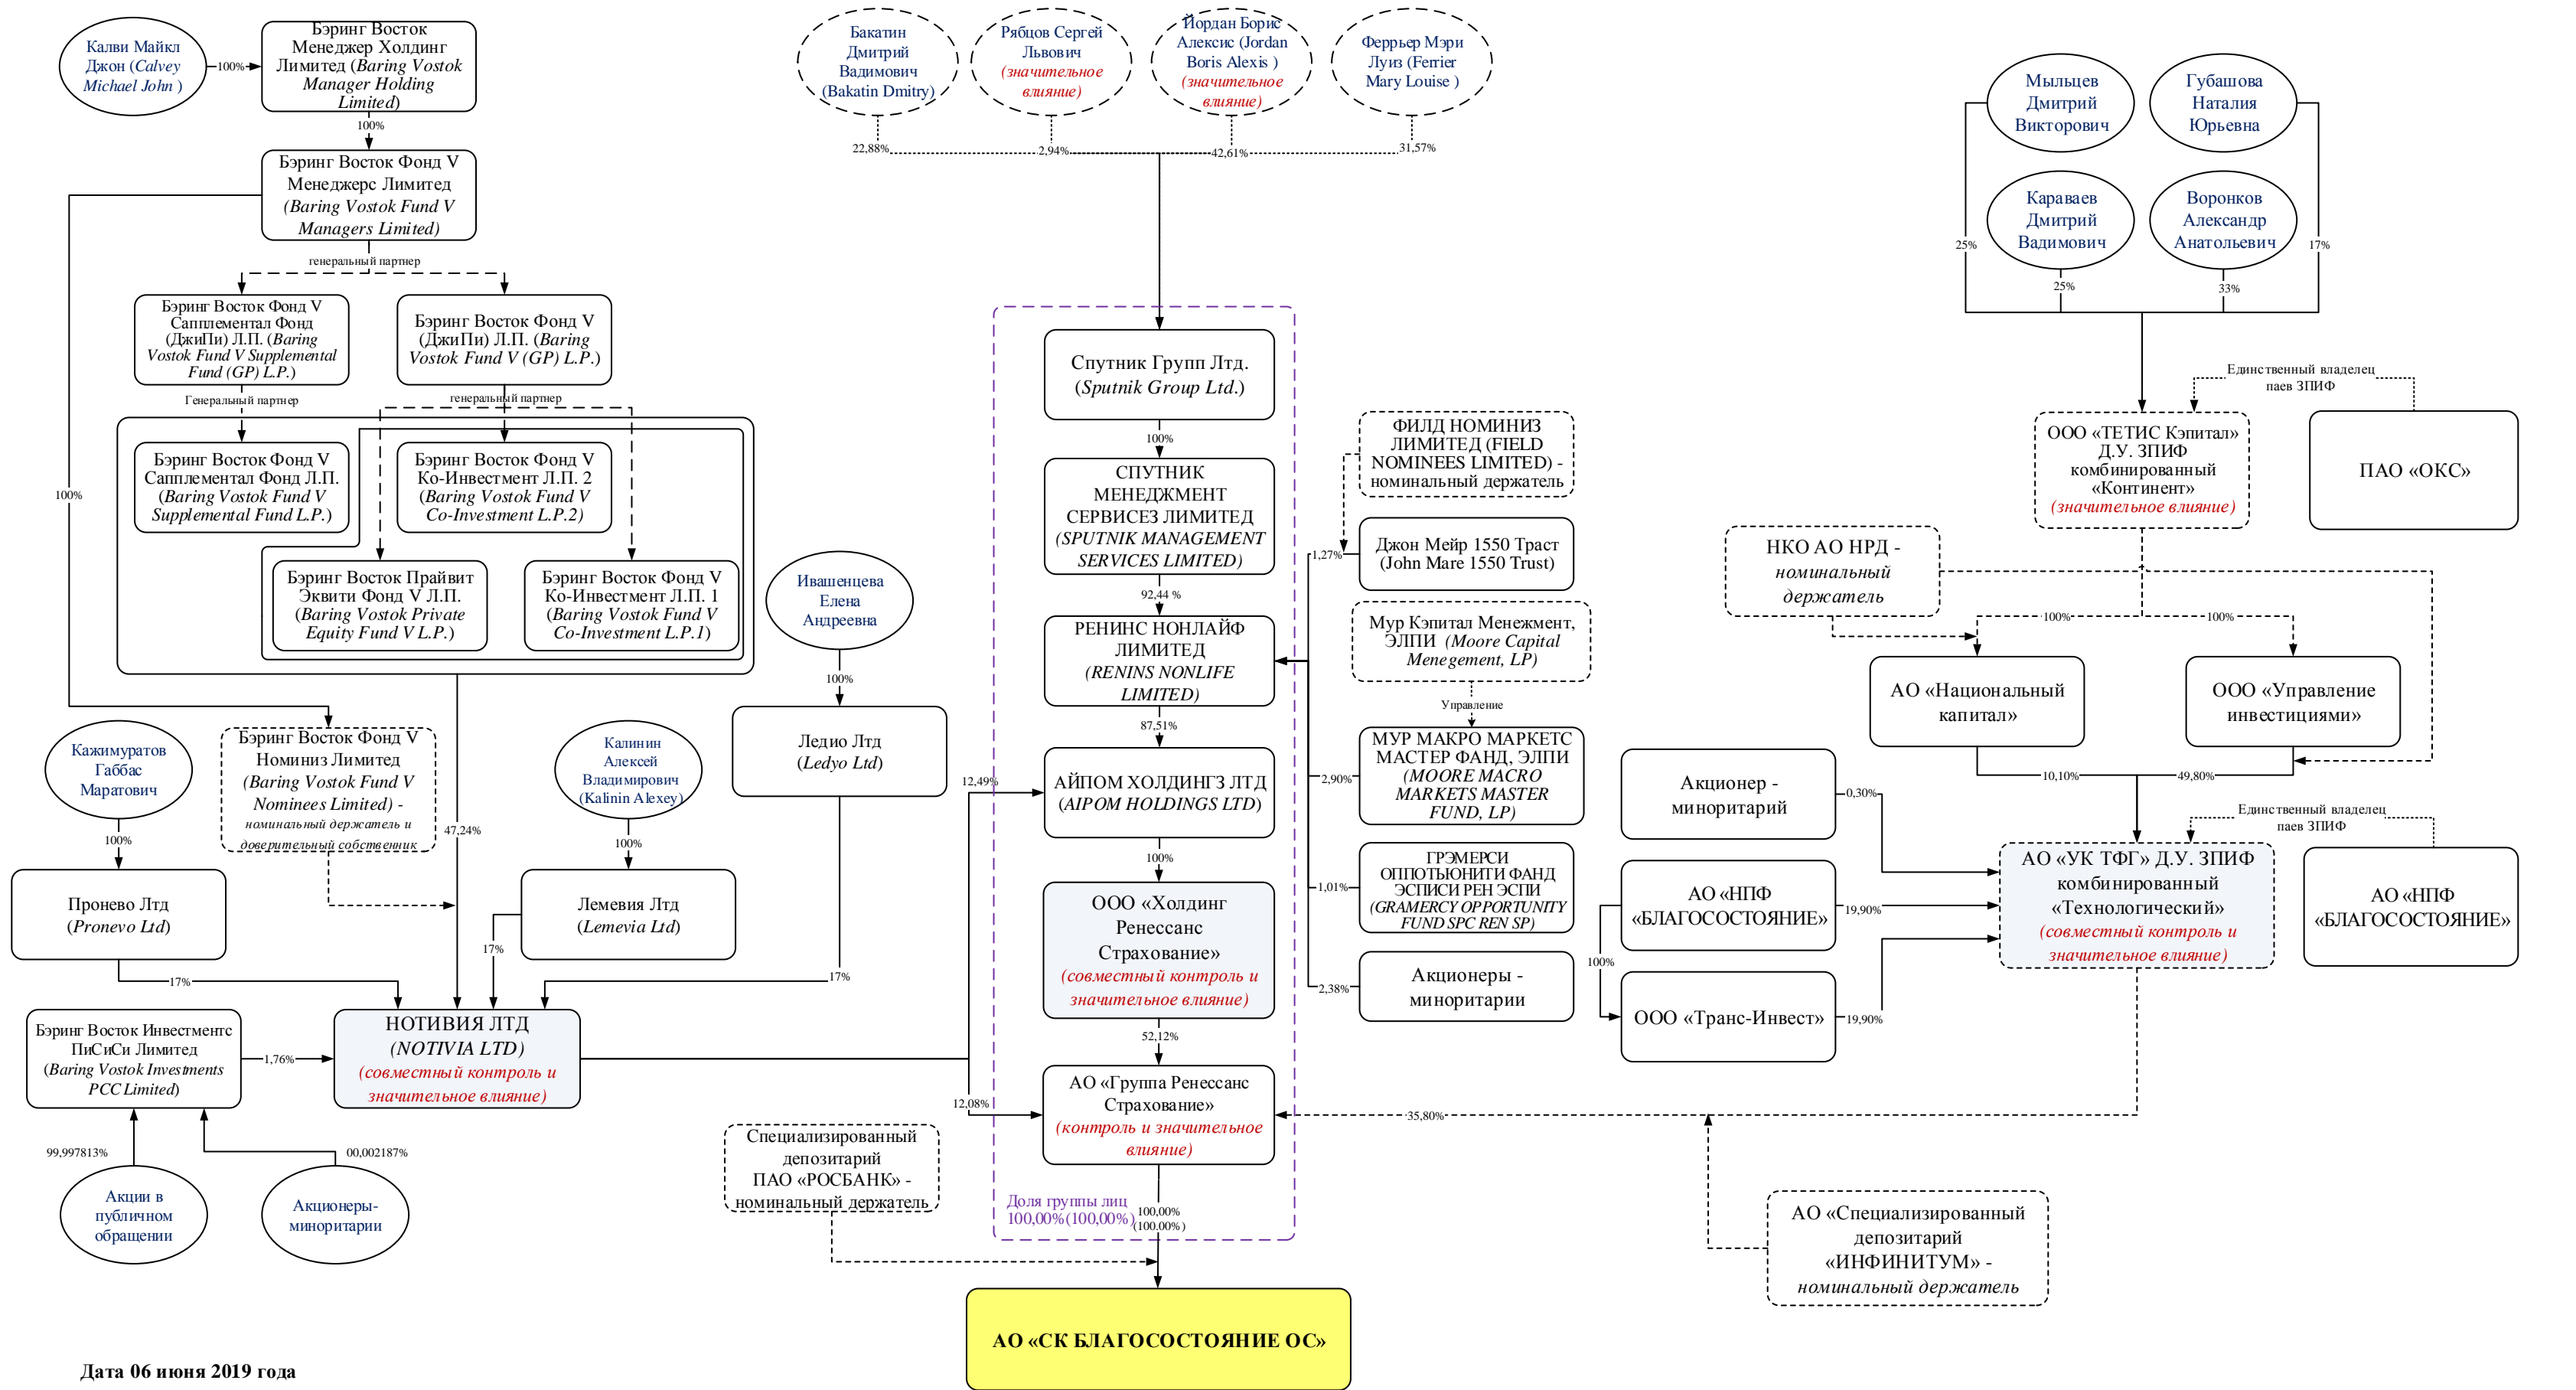 Калви Майкл
Джон (Calvey
Michael John )
100%
Бэринг Восток
Менеджер Холдинг
Лимитед (Baring Vostok
Manager Holding
Limited)
100%
Бэринг Восток Фонд V
Менеджерс Лимитед
(Baring Vostok Fund V
Managers Limited)
генеральный партнер
Бэринг Восток Фонд V
Сапплементал Фонд
(ДжиПи) Л.П. (Baring
Vostok Fund V Supplemental
Fund (GP) L.P.)
Бэринг Восток Фонд V
(ДжиПи) Л.П. (Baring
Vostok Fund V (GP) L.P.)
Генеральный партнер
генеральный партнер
Бэринг Восток Фонд V
Сапплементал Фонд Л.П.
(Baring Vostok Fund V
Supplemental Fund L.P.)
Бэринг Восток Фонд V
Ко-Инвестмент Л.П. 2
(Baring Vostok Fund V
Co-Investment L.P.2)
100%
Бэринг Восток Прайвит
Эквити Фонд V Л.П.
(Baring Vostok Private
Equity Fund V L.P.)
Бэринг Восток Фонд V
Ко-Инвестмент Л.П. 1
(Baring Vostok Fund V
Co-Investment L.P.1)
Ивашенцева
Елена
Андреевна
100%
Ледио Лтд
(Ledyo Ltd)
Кажимуратов
Габбас
Маратович
100%
Бэринг Восток Фонд V
Номиниз Лимитед
(Baring Vostok Fund V
Nominees Limited) -
номинальный держатель и
доверительный собственник
47,24%
Калинин
Алексей
Владимирович
(Kalinin Alexey)
100%
Пронево Лтд
(Pronevo Ltd)
Лемевия Лтд
(Lemevia Ltd)
17%
17%
17%
Бэринг Восток Инвестментс
ПиСиСи Лимитед
(Baring Vostok Investments
PCC Limited)
1,76%
НОТИВИЯ ЛТД
(NOTIVIA LTD)
(совместный контроль и
значительное влияние)
99,997813%
00,002187%
Акции в
публичном
обращении
Акционеры-
миноритарии
12,49%
12,08%
Бакатин
Дмитрий
Вадимович
(Bakatin Dmitry)
Рябцов Сергей
Львович
(значительное
влияние)
Йордан Борис
Алексис (Jordan
Boris Alexis )
(значительное
влияние)
Феррьер Мэри
Луиз (Ferrier
Mary Louise )
22,88%
2,94%
42,61%
31,57%
Спутник Групп Лтд.
(Sputnik Group Ltd.)
100%
СПУТНИК
МЕНЕДЖМЕНТ
СЕРВИСЕЗ ЛИМИТЕД
(SPUTNIK MANAGEMENT
SERVICES LIMITED)
92,44 %
РЕНИНС НОНЛАЙФ
ЛИМИТЕД
(RENINS NONLIFE
LIMITED)
87,51%
АЙПОМ ХОЛДИНГЗ ЛТД
(AIPOM HOLDINGS LTD)
100%
ООО «Холдинг
Ренессанс
Страхование»
(совместный контроль и
значительное влияние)
52,12%
АО «Группа Ренессанс
Страхование»
(контроль и значительное
влияние)
Доля группы лиц
100,00%(100,00%)
100,00%
(100.00%)
Специализированный
депозитарий
ПАО «РОСБАНК» -
номинальный держатель
АО «СК БЛАГОСОСТОЯНИЕ ОС»
ФИЛД НОМИНИЗ
ЛИМИТЕД (FIELD
NOMINEES LIMITED) -
номинальный держатель
1,27%
Джон Мейр 1550 Траст
(John Mare 1550 Trust)
Мур Кэпитал Менежмент,
ЭЛПИ (Moore Capital
Menegement, LP)
Управление
2,90%
МУР МАКРО МАРКЕТС
МАСТЕР ФАНД, ЭЛПИ
(MOORE MACRO
MARKETS MASTER
FUND, LP)
1,01%
ГРЭМЕРСИ
ОППОТЬЮНИТИ ФАНД
ЭСПИСИ РЕН ЭСПИ
(GRAMERCY OPPORTUNITY
FUND SPC REN SP)
2,38%
Акционеры -
миноритарии
Мыльцев
Дмитрий
Викторович
Губашова
Наталия
Юрьевна
Караваев
Дмитрий
Вадимович
Воронков
Александр
Анатольевич
25%
17%
25%
33%
Единственный владелец
паев ЗПИФ
ООО «ТЕТИС Кэпитал»
Д.У. ЗПИФ
комбинированный
«Континент»
(значительное влияние)
ПАО «ОКС»
НКО АО НРД -
номинальный
держатель
100%
100%
АО «Национальный
капитал»
ООО «Управление
инвестициями»
10,10%
49,80%
Акционер -
миноритарий
0,30%
Единственный владелец
паев ЗПИФ
АО «НПФ
«БЛАГОСОСТОЯНИЕ»
19,90%
АО «УК ТФГ» Д.У. ЗПИФ
комбинированный
«Технологический»
(совместный контроль и
значительное влияние)
АО «НПФ
«БЛАГОСОСТОЯНИЕ»
100%
ООО «Транс-Инвест»
19,90%
35,80%
АО «Специализированный
депозитарий
«ИНФИНИТУМ» -
номинальный держатель
Дата 06 июня 2019 года